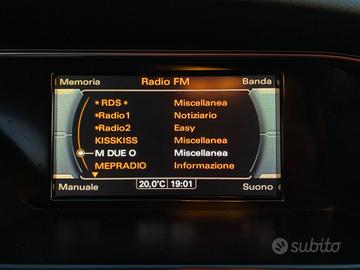 Memoria Radio FM Banda
* RDS * Miscellanea
*Radio1 Notiziario
*Radio2 Easy
KISSKISS Miscellanea
M DUE O Miscellanea
MEPRADIO Informazione
Manuale 20,0°C 19:01 Suono
subito